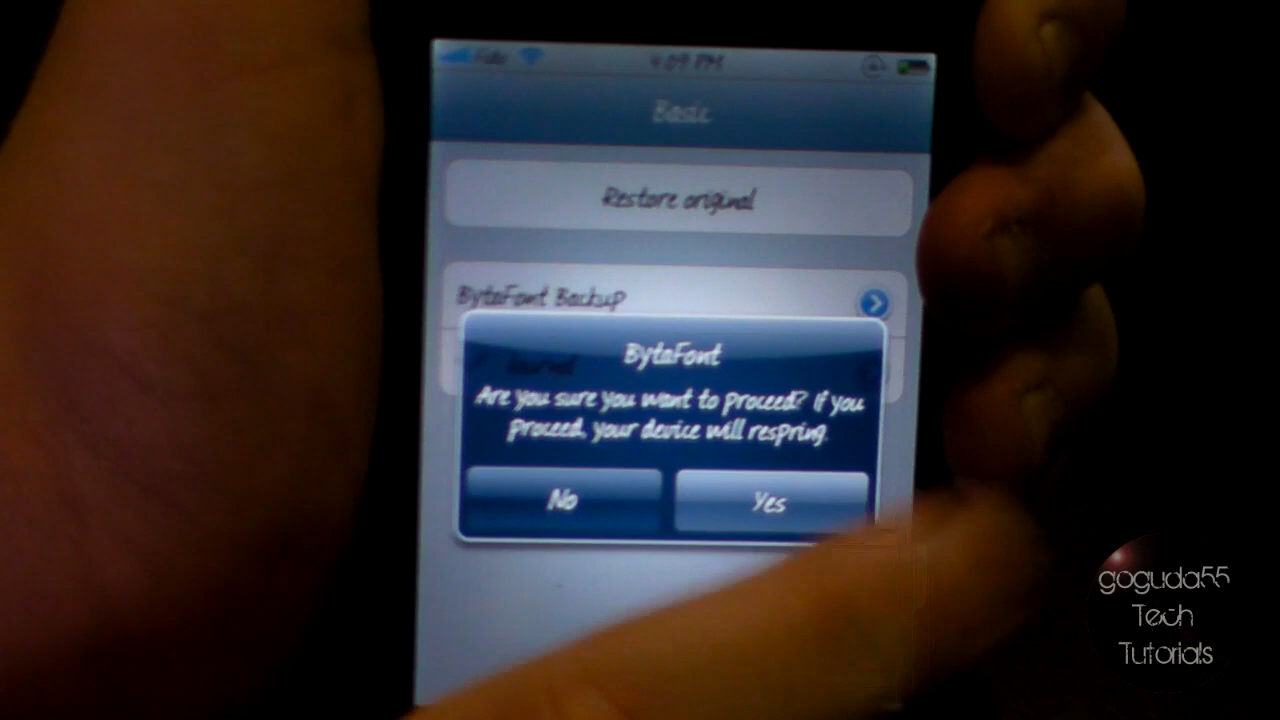 Fido
4:09 PM
Basic
Restore original
BytaFont Backup
BytaFont
Are you sure you want to proceed? If you
proceed, your device will respring.
No
Yes
goguda55
Tech
Tutorials